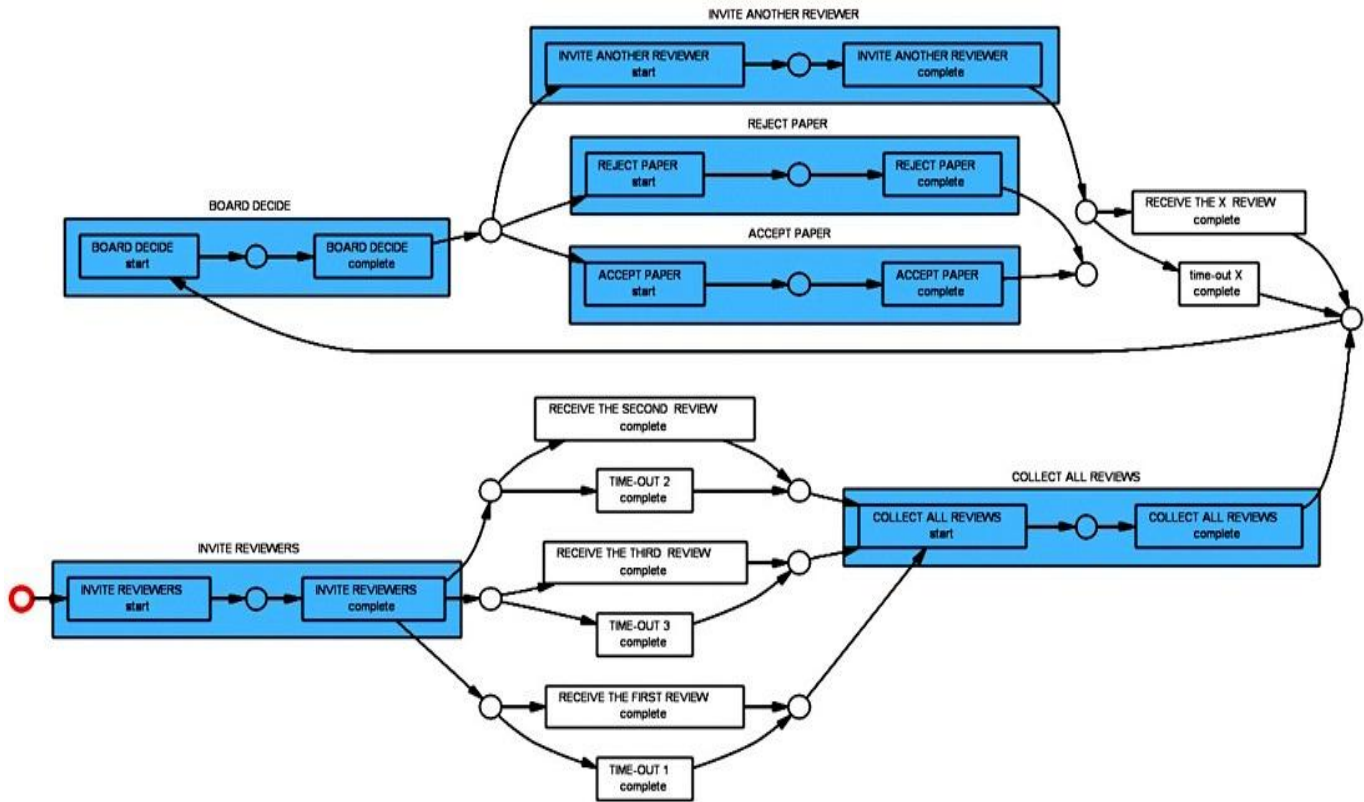 INVITE ANOTHER REVIEWER
INVITE ANOTHER REVIEWER
start
INVITE ANOTHER REVIEWER
complete
REJECT PAPER
REJECT PAPER
start
REJECT PAPER
complete
RECEIVE THE X REVIEW
complete
BOARD DECIDE
BOARD DECIDE
start
BOARD DECIDE
complete
ACCEPT PAPER
ACCEPT PAPER
start
ACCEPT PAPER
complete
time-out X
complete
RECEIVE THE SECOND REVIEW
complete
TIME-OUT 2
complete
COLLECT ALL REVIEWS
COLLECT ALL REVIEWS
start
COLLECT ALL REVIEWS
complete
INVITE REVIEWERS
INVITE REVIEWERS
start
INVITE REVIEWERS
complete
RECEIVE THE THIRD REVIEW
complete
TIME-OUT 3
complete
RECEIVE THE FIRST REVIEW
complete
TIME-OUT 1
complete